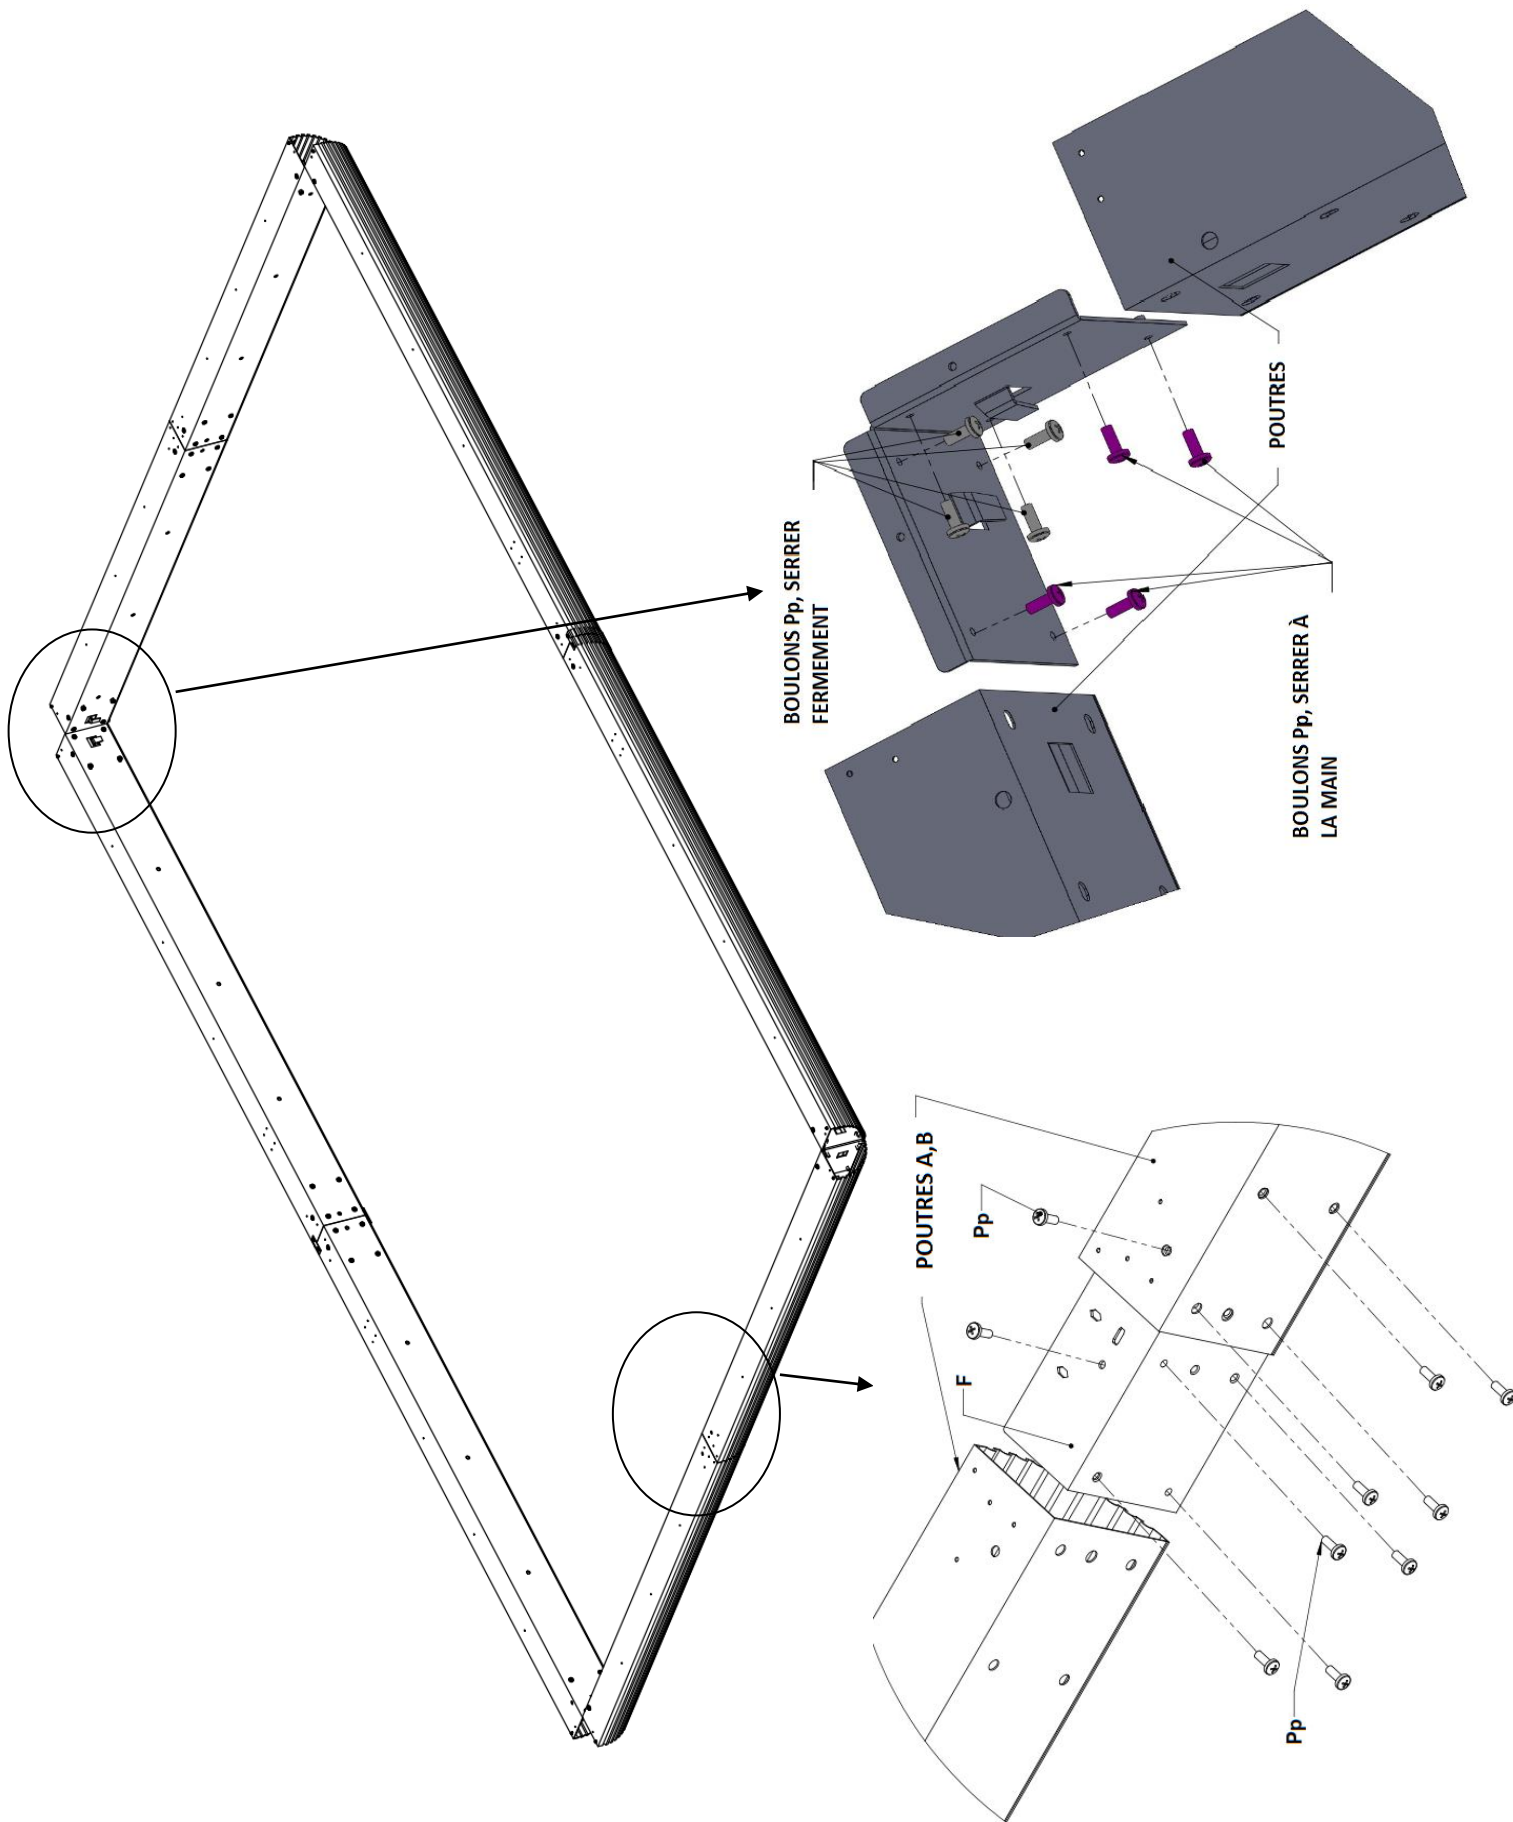 BOULONS Pp, SERRER
FERMEMENT
POUTRES
BOULONS Pp, SERRER À
LA MAIN
POUTRES A,B
Pp
F
Pp